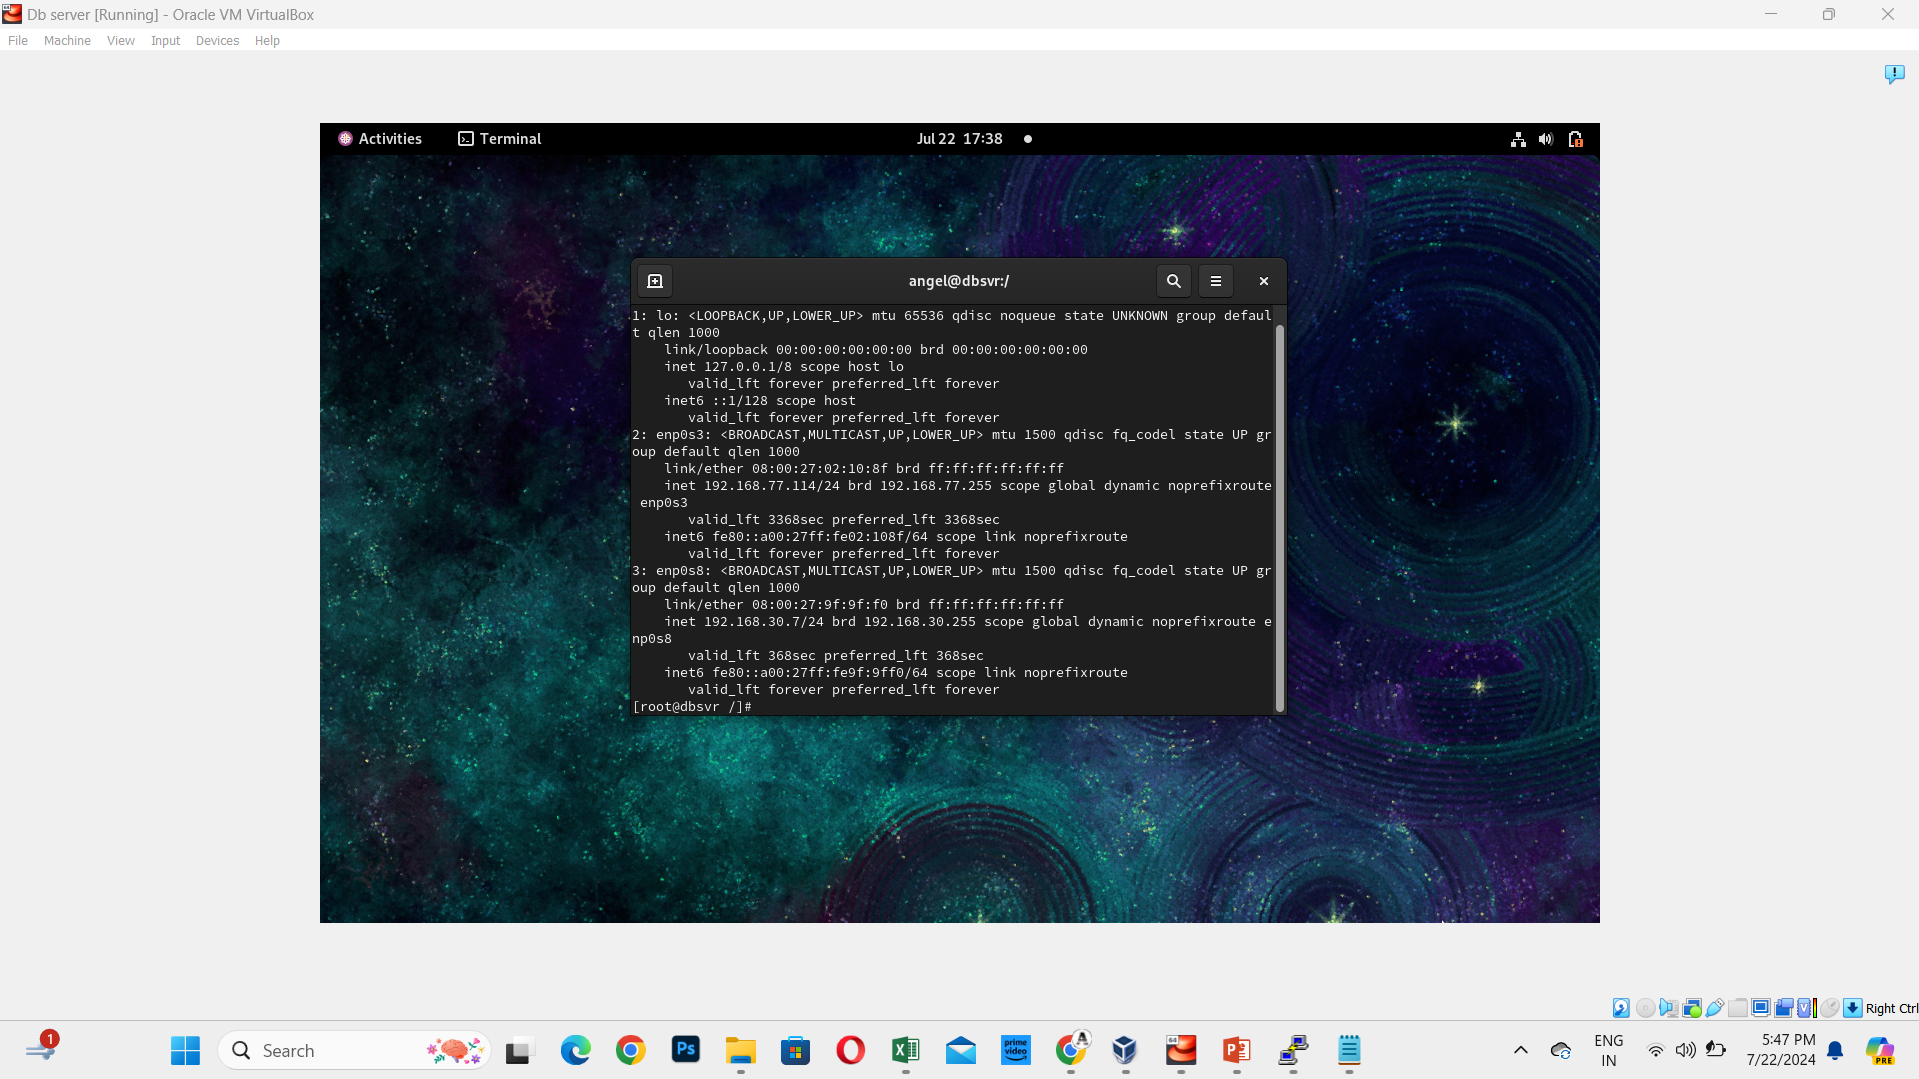 Db server [Running] - Oracle VM VirtualBox
File Machine View Input Devices Help
Activities Terminal Jul 22 17:38
angel@dbsvr:/
1: lo: <LOOPBACK,UP,LOWER_UP> mtu 65536 qdisc noqueue state UNKNOWN group defaul
t qlen 1000
link/loopback 00:00:00:00:00:00 brd 00:00:00:00:00:00
inet 127.0.0.1/8 scope host lo
valid_lft forever preferred_lft forever
inet6 ::1/128 scope host
valid_lft forever preferred_lft forever
2: enp0s3: <BROADCAST,MULTICAST,UP,LOWER_UP> mtu 1500 qdisc fq_codel state UP gr
oup default qlen 1000
link/ether 08:00:27:02:10:8f brd ff:ff:ff:ff:ff:ff
inet 192.168.77.114/24 brd 192.168.77.255 scope global dynamic noprefixroute
enp0s3
valid_lft 3368sec preferred_lft 3368sec
inet6 fe80::a00:27ff:fe02:108f/64 scope link noprefixroute
valid_lft forever preferred_lft forever
3: enp0s8: <BROADCAST,MULTICAST,UP,LOWER_UP> mtu 1500 qdisc fq_codel state UP gr
oup default qlen 1000
link/ether 08:00:27:9f:9f:f0 brd ff:ff:ff:ff:ff:ff
inet 192.168.30.7/24 brd 192.168.30.255 scope global dynamic noprefixroute e
np0s8
valid_lft 368sec preferred_lft 368sec
inet6 fe80::a00:27ff:fe9f:9ff0/64 scope link noprefixroute
valid_lft forever preferred_lft forever
[root@dbsvr /]#
Right Ctrl
1
Search
Ps
prime video
A
64
ENG
IN
5:47 PM
7/22/2024
PRE